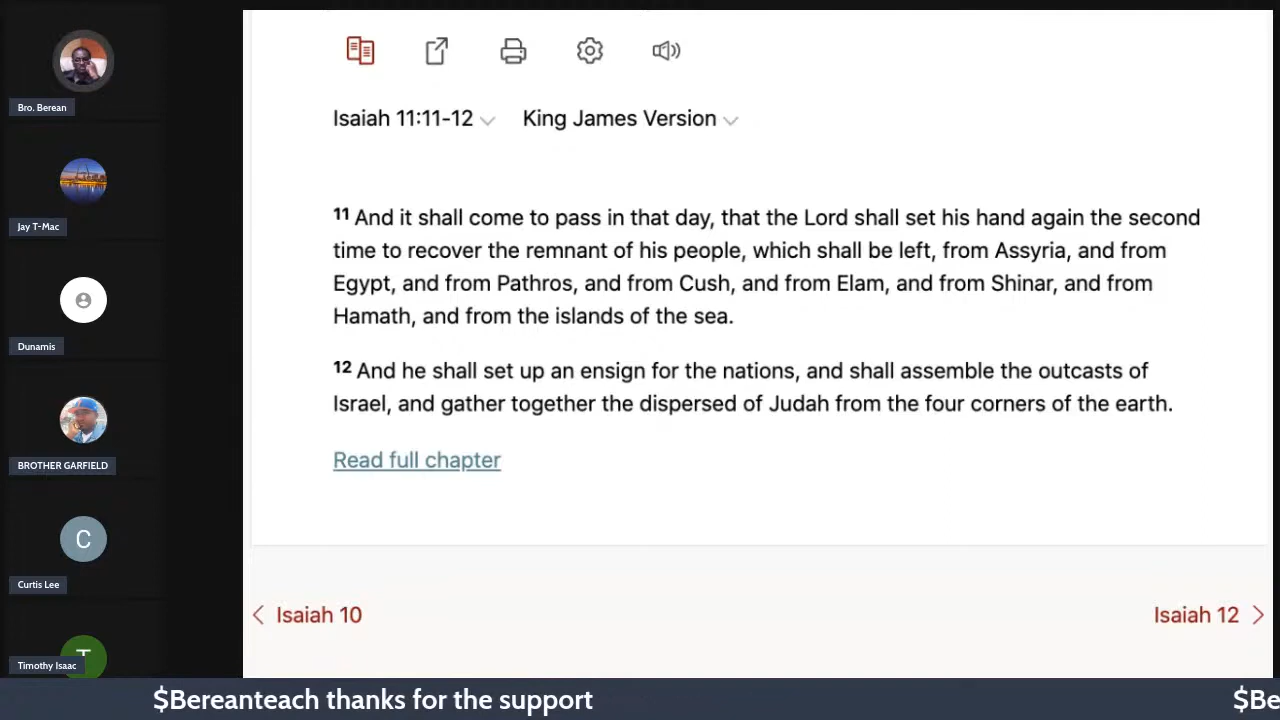 Bro. Berean
Jay T-Mac
Dunamis
BROTHER GARFIELD
C
Curtis Lee
T
Timothy Isaac
Isaiah 11:11-12 King James Version
11 And it shall come to pass in that day, that the Lord shall set his hand again the second
time to recover the remnant of his people, which shall be left, from Assyria, and from
Egypt, and from Pathros, and from Cush, and from Elam, and from Shinar, and from
Hamath, and from the islands of the sea.
12 And he shall set up an ensign for the nations, and shall assemble the outcasts of
Israel, and gather together the dispersed of Judah from the four corners of the earth.
Read full chapter
Isaiah 10
Isaiah 12
$Bereanteach thanks for the support
$Be